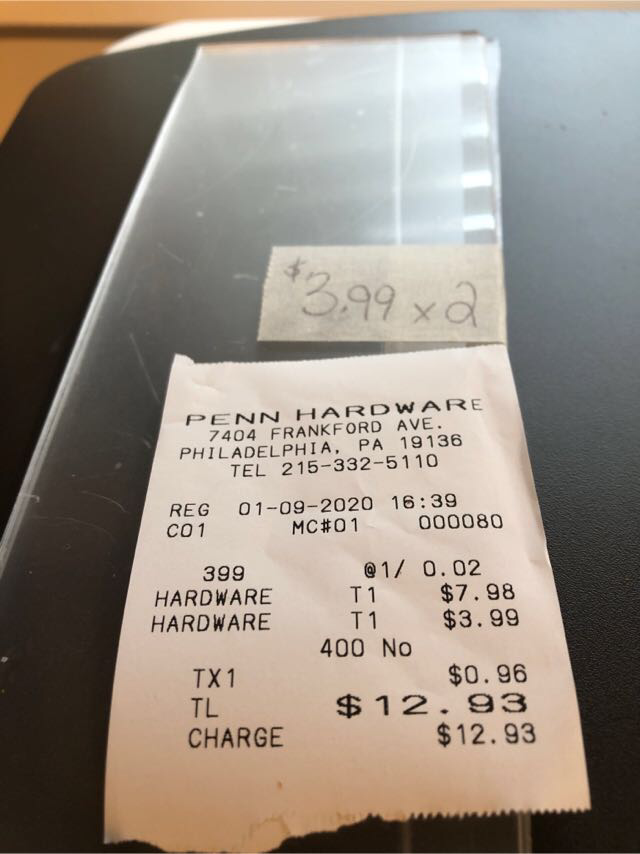 $3.99 x 2
PENN HARDWARE
7404 FRANKFORD AVE.
PHILADELPHIA, PA 19136
TEL 215-332-5110
REG 01-09-2020 16:39
C01 MC#01 000080
399 @1/ 0.02
HARDWARE T1 $7.98
HARDWARE T1 $3.99
400 No
TX1 $0.96
TL $12.93
CHARGE $12.93